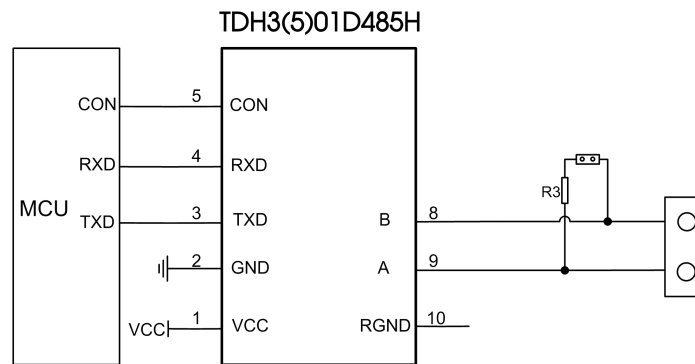 TDH3(5)01D485H
CON 5 CON
RXD 4 RXD
R3
MCU
TXD 3 TXD
B 8
2 GND
A 9
VCC 1 VCC
RGND 10